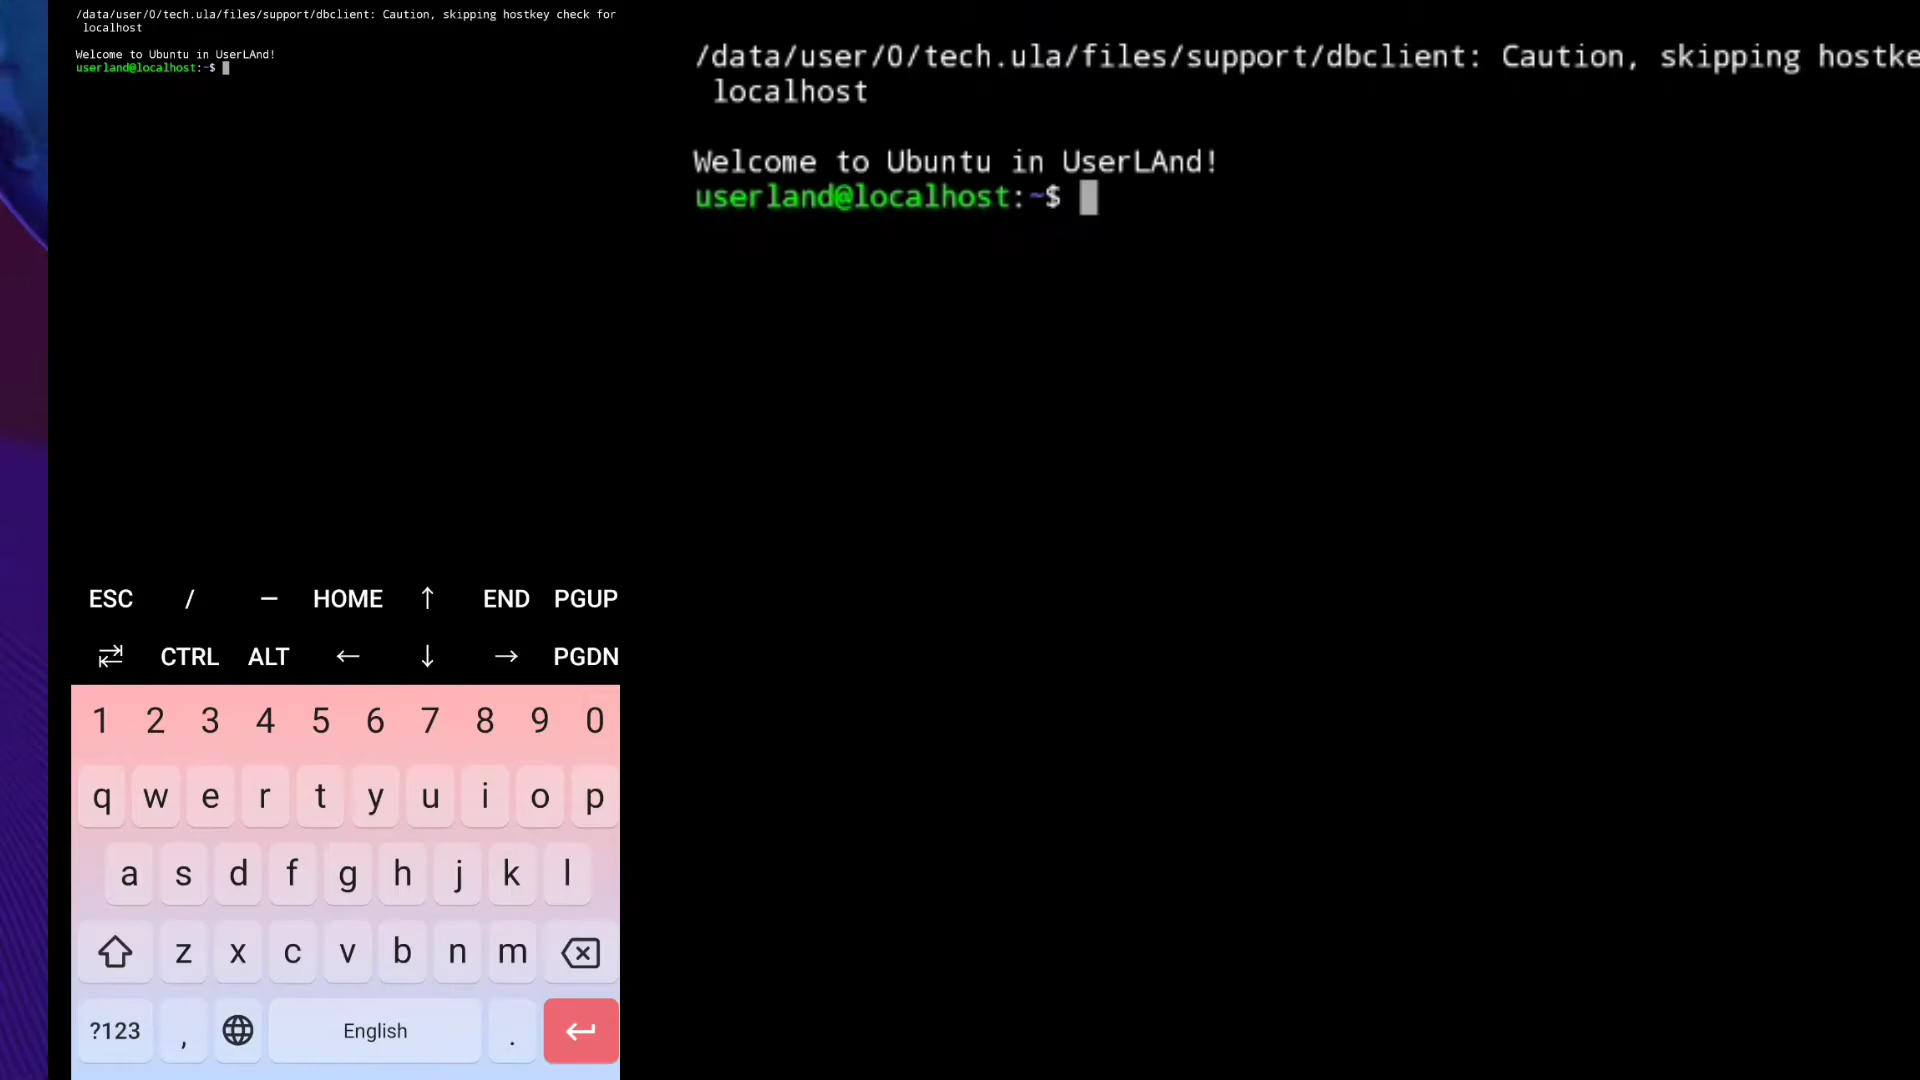 /data/user/0/tech.ula/files/support/dbclient: Caution, skipping hostkey check for
localhost
Welcome to Ubuntu in UserLAnd!
userland@localhost:~$
/data/user/0/tech.ula/files/support/dbclient: Caution, skipping hostke
localhost
Welcome to Ubuntu in UserLAnd!
userland@localhost:~$
ESC / — HOME ↑ END PGUP
⇄ CTRL ALT ← ↓ → PGDN
1 2 3 4 5 6 7 8 9 0
q w e r t y u i o p
a s d f g h j k l
z x c v b n m
?123 , English .